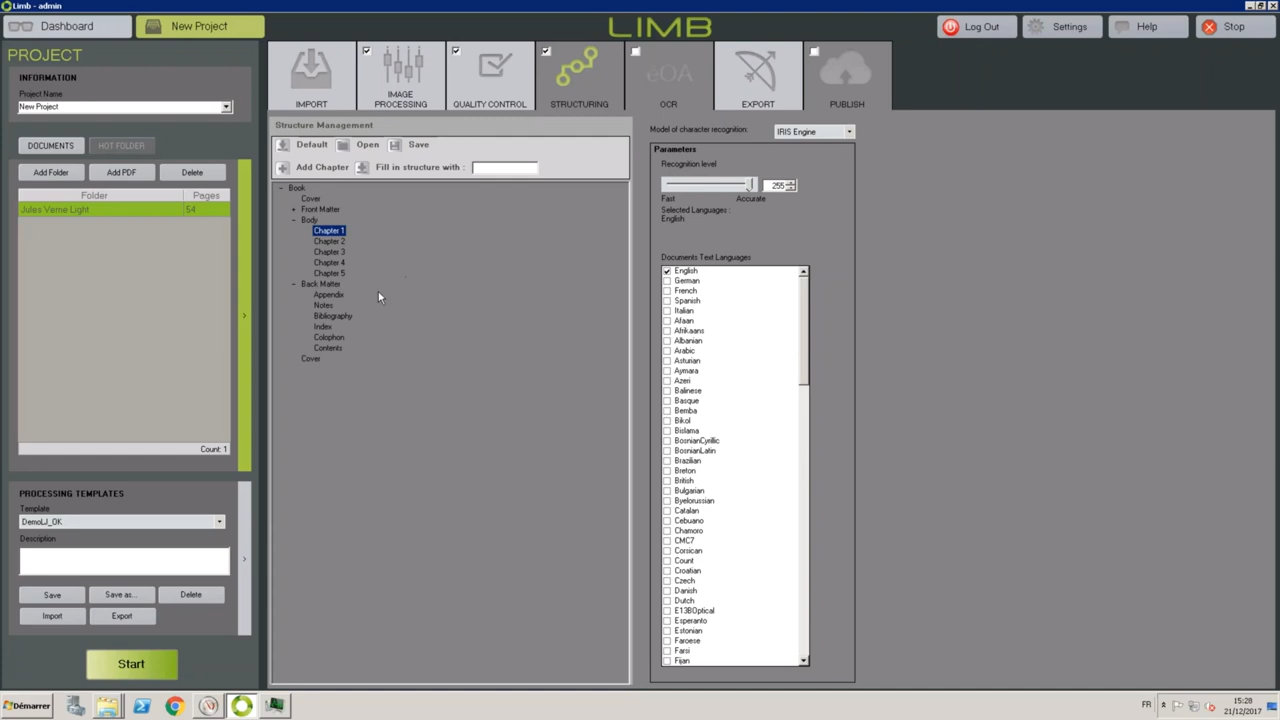 Limb - admin
Dashboard
New Project
LIMB
Log Out
Settings
Help
Stop
PROJECT
INFORMATION
Project Name
New Project
DOCUMENTS
HOT FOLDER
Add Folder
Add PDF
Delete
Folder
Pages
Jules Verne Light
54
Count: 1
PROCESSING TEMPLATES
Template
DemoLJ_OK
Description
Save
Save as...
Delete
Import
Export
Start
IMPORT
IMAGE
PROCESSING
QUALITY CONTROL
STRUCTURING
éOA
OCR
EXPORT
PUBLISH
Structure Management
Default
Open
Save
Add Chapter
Fill in structure with :
Book
Cover
Front Matter
Body
Chapter 1
Chapter 2
Chapter 3
Chapter 4
Chapter 5
Back Matter
Appendix
Notes
Bibliography
Index
Colophon
Contents
Cover
Model of character recognition:
IRIS Engine
Parameters
Recognition level
255
Fast
Accurate
Selected Languages :
English
Documents Text Languages
English
German
French
Spanish
Italian
Afaan
Afrikaans
Albanian
Arabic
Asturian
Aymara
Azeri
Balinese
Basque
Bemba
Bikol
Bislama
BosnianCyrillic
BosnianLatin
Brazilian
Breton
British
Bulgarian
Byelorussian
Catalan
Cebuano
Chamoro
CMC7
Corsican
Count
Croatian
Czech
Danish
Dutch
E13BOptical
Esperanto
Estonian
Faroese
Farsi
Fijan
Démarrer
FR
15:28
21/12/2017